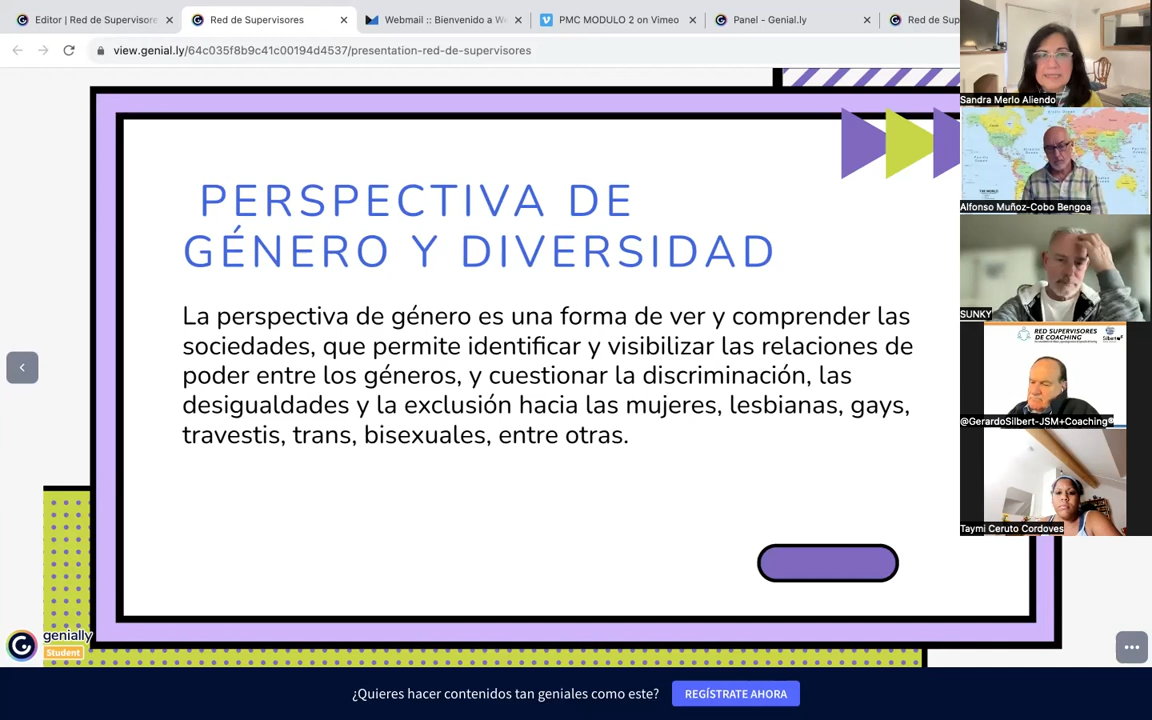 Editor | Red de Supervisore
Red de Supervisores
Webmail :: Bienvenido a We
PMC MODULO 2 on Vimeo
Panel - Genial.ly
Red de Sup
view.genial.ly/64c035f8b9c41c00194d4537/presentation-red-de-supervisores
PERSPECTIVA DE
GÉNERO Y DIVERSIDAD
La perspectiva de género es una forma de ver y comprender las
sociedades, que permite identificar y visibilizar las relaciones de
poder entre los géneros, y cuestionar la discriminación, las
desigualdades y la exclusión hacia las mujeres, lesbianas, gays,
travestis, trans, bisexuales, entre otras.
Sandra Merlo Aliendo
Alfonso Muñoz-Cobo Bengoa
SUNKY
RED SUPERVISORES
DE COACHING
Silbert
@GerardoSilbert-JSM+Coaching®
Taymi Ceruto Cordoves
genially
Student
¿Quieres hacer contenidos tan geniales como este?
REGÍSTRATE AHORA